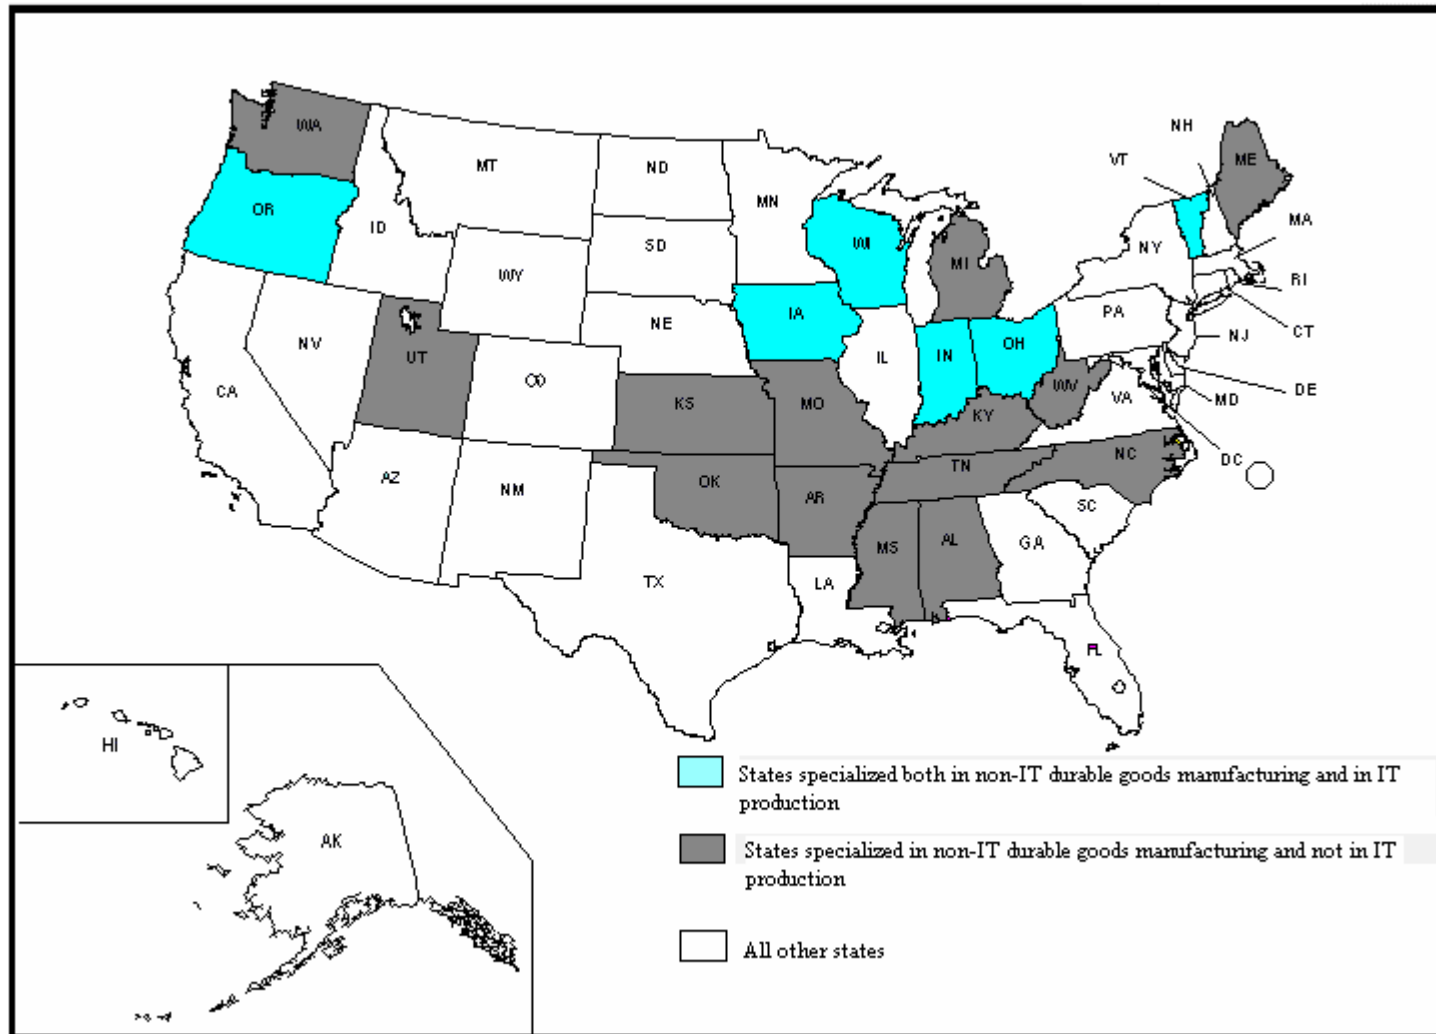 NH
WA
VT
ME
MT
ND
MN
OR
MA
ID
WI
NY
SD
MI
WY
RI
IA
PA
NE
CT
NV
IL
IN
OH
NJ
UT
CO
WV
DE
CA
VA
MD
KS
MO
KY
DC
NC
TN
AZ
OK
NM
AR
SC
MS
AL
GA
TX
LA
FL
HI
AK
States specialized both in non-IT durable goods manufacturing and in IT
production
States specialized in non-IT durable goods manufacturing and not in IT
production
All other states